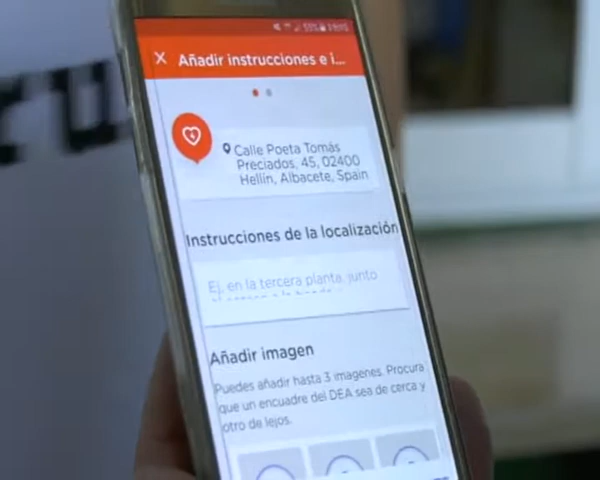 Añadir instrucciones e i...
Calle Poeta Tomás
Preciados, 45, 02400
Hellín, Albacete, Spain
Instrucciones de la localización
Ej. en la tercera planta, junto
Añadir imagen
Puedes añadir hasta 3 imagenes. Procura
que un encuadre del DEA sea de cerca y
otro de lejos.